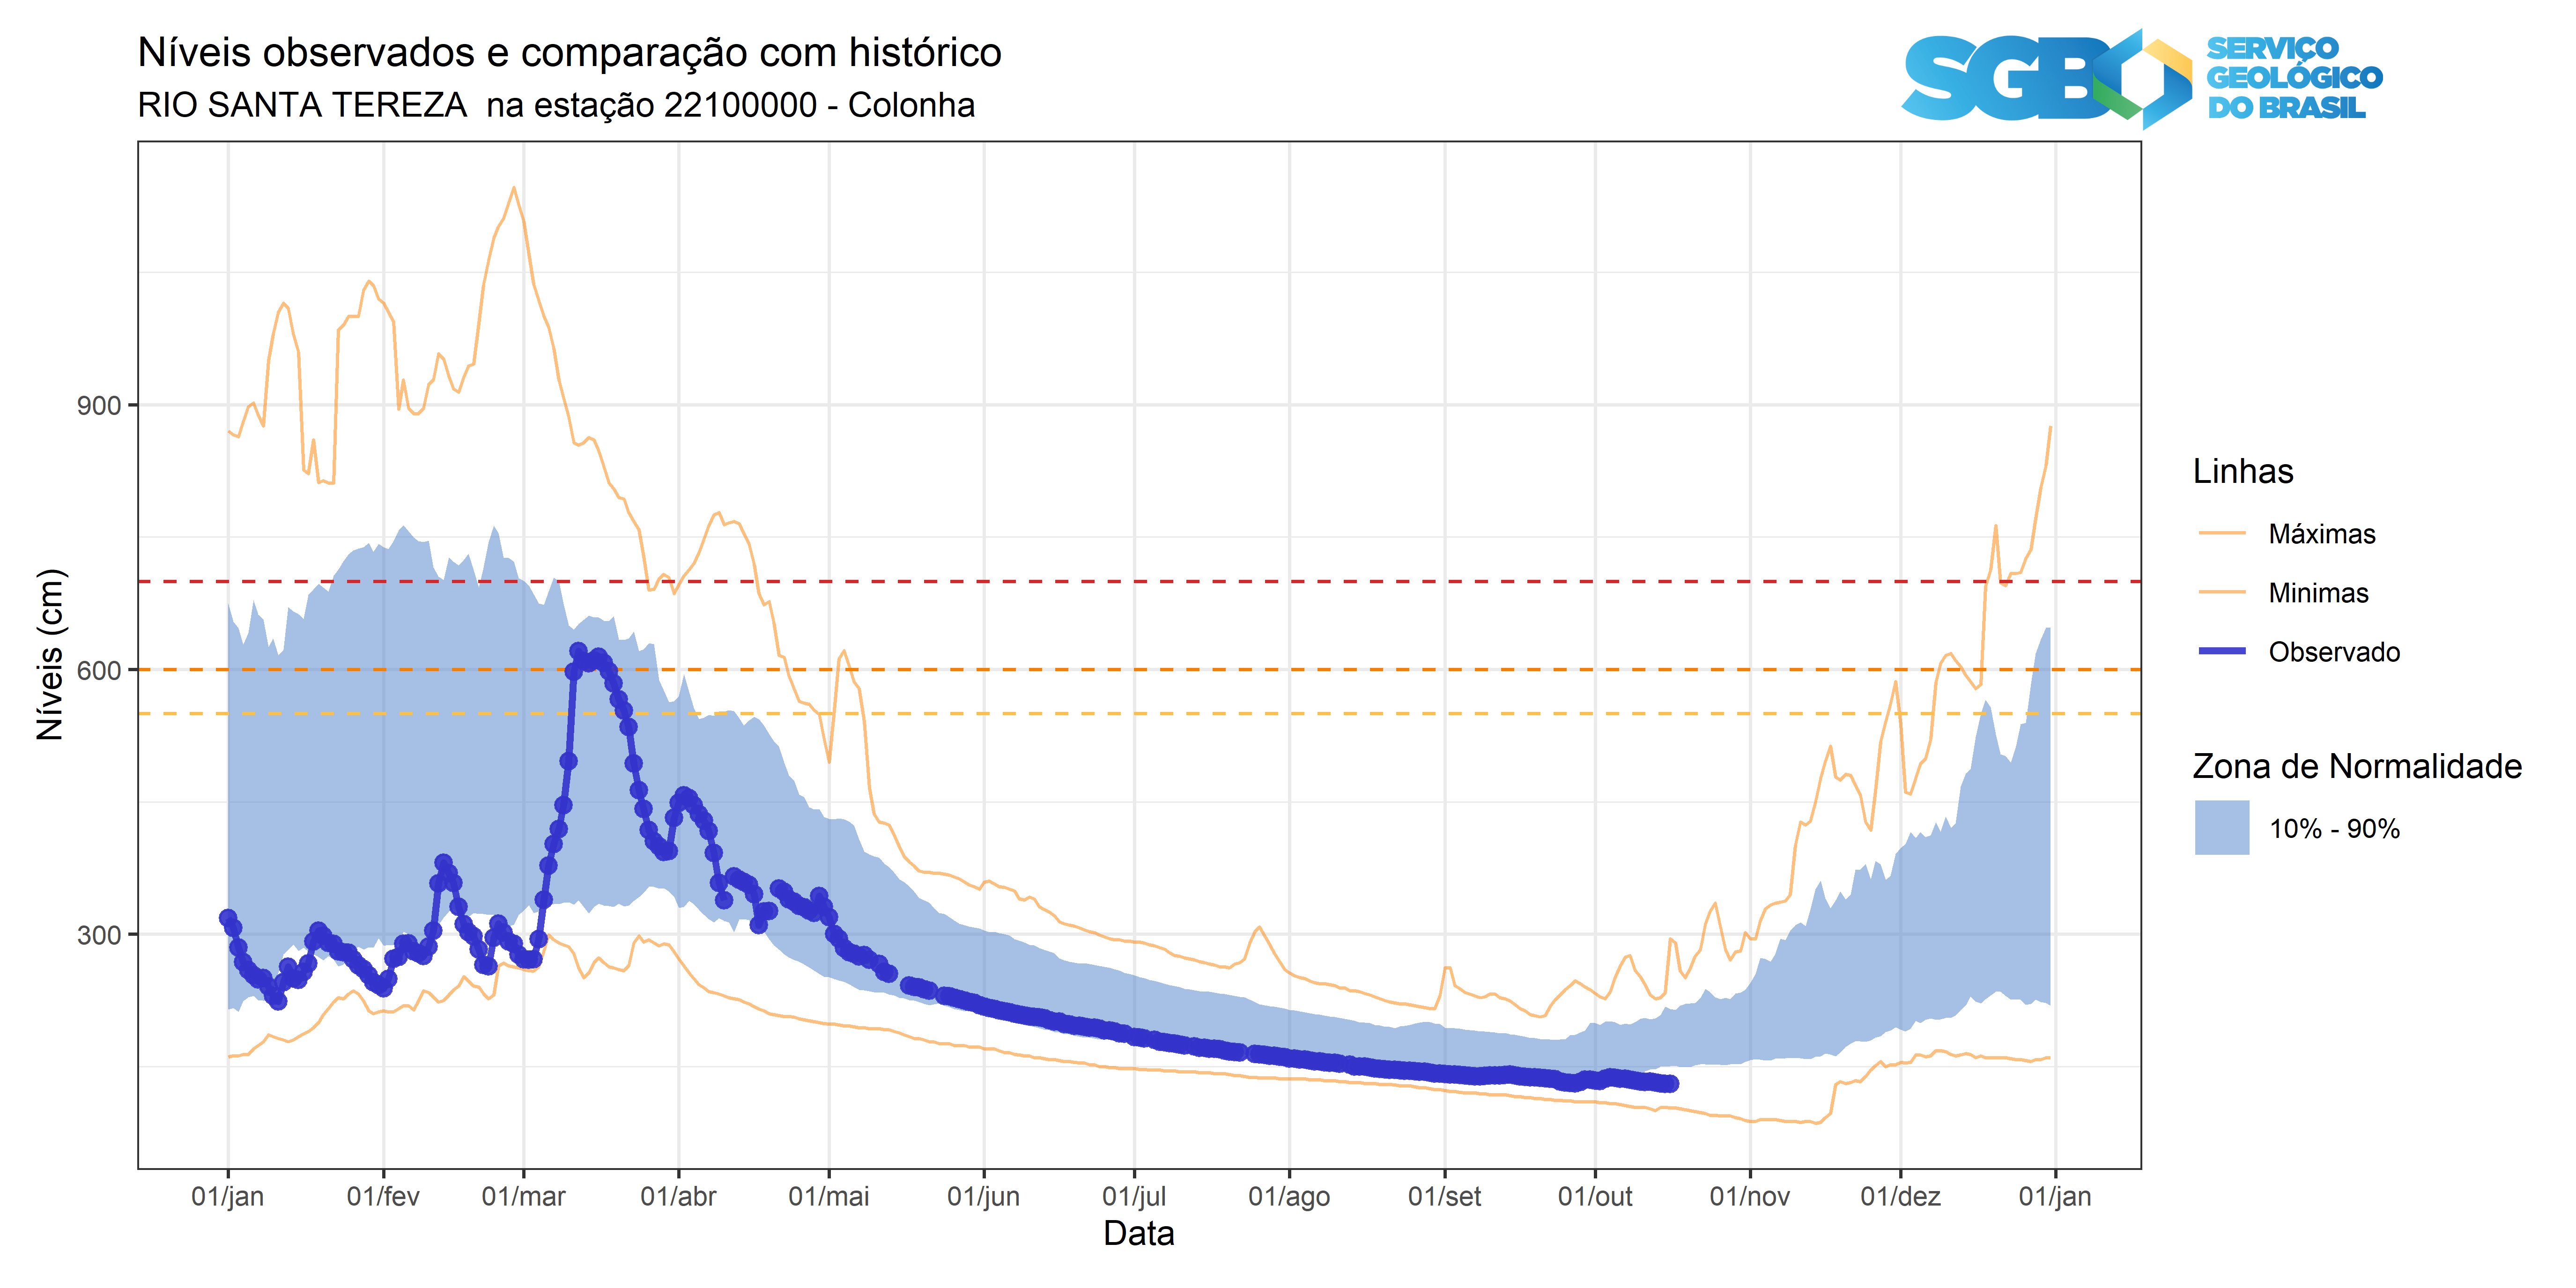 Níveis observados e comparação com histórico
RIO SANTA TEREZA  na estação 22100000 - Colonha
SGB
SERVIÇO
GEOLÓGICO
DO BRASIL
Níveis (cm)
900
600
300
01/jan
01/fev
01/mar
01/abr
01/mai
01/jun
01/jul
01/ago
01/set
01/out
01/nov
01/dez
01/jan
Data
Linhas
Máximas
Minimas
Observado
Zona de Normalidade
10% - 90%